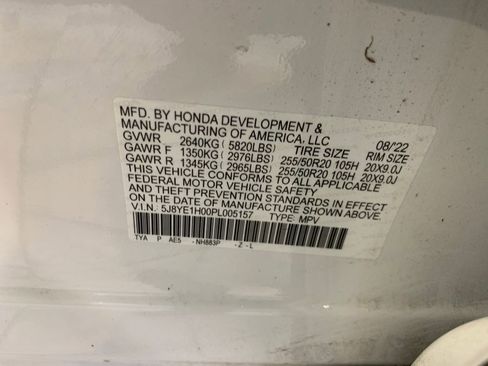 MFD. BY HONDA DEVELOPMENT &
MANUFACTURING OF AMERICA, LLC 08/'22
GVWR 2640KG ( 5820LBS) TIRE SIZE RIM SIZE
GAWR F 1350KG ( 2976LBS) 255/50R20 105H 20X9.0J
GAWR R 1345KG ( 2965LBS) 255/50R20 105H 20X9.0J
THIS VEHICLE CONFORMS TO ALL APPLICABLE
FEDERAL MOTOR VEHICLE SAFETY
AND THEFT PREVENTION STANDARDS IN EFFECT
ON THE DATE OF MANUFACTURE SHOWN ABOVE.
V.I.N. 5J8YE1H00PL005157 TYPE: MPV
TYA P AE5 -NH883P -Z-L